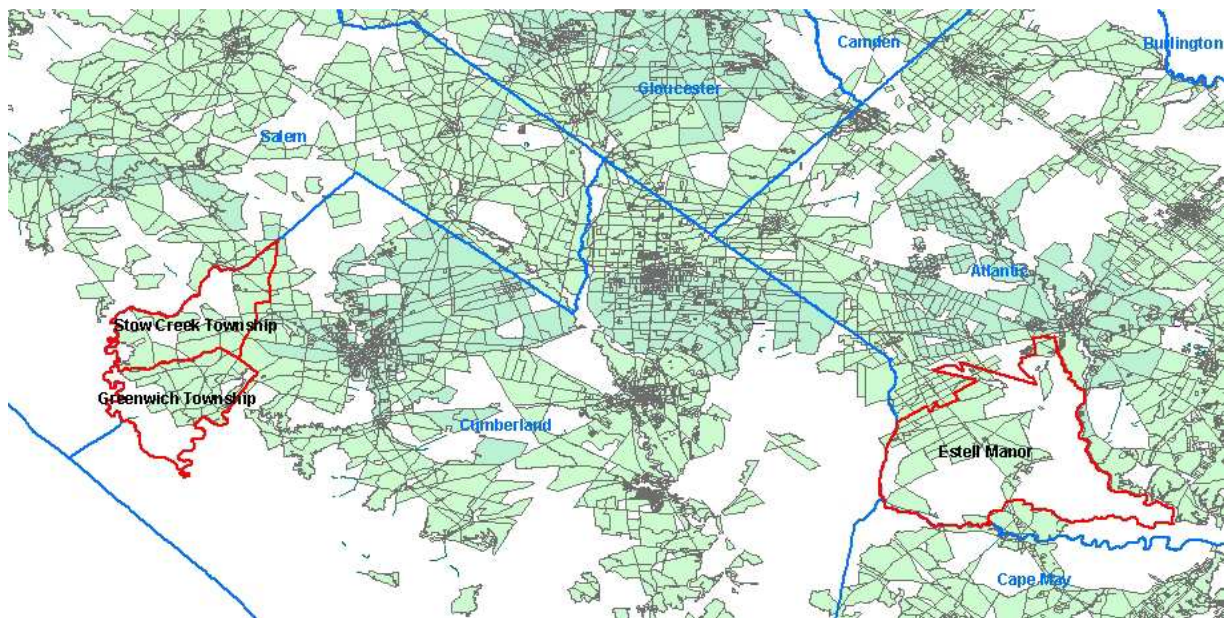 Camden
Burlington
Gloucester
Salem
Atlantic
Stow Creek Township
Greenwich Township
Cumberland
Estell Manor
Cape May